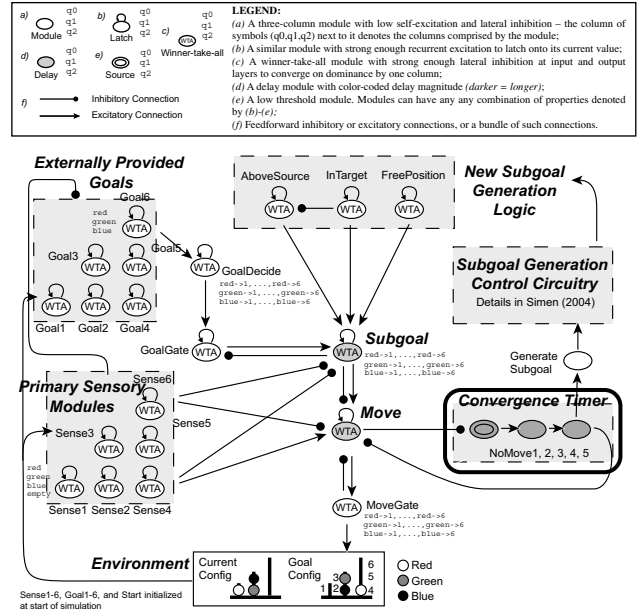 a)
Module
q0
q1
q2
b)
Latch
q0
q1
q2
c)
WTA
Winner-take-all
q0
q1
q2
d)
Delay
q0
q1
q2
e)
Source
q0
q1
q2
f)
Inhibitory Connection
Excitatory Connection
LEGEND:
(a) A three-column module with low self-excitation and lateral inhibition – the column of
symbols (q0,q1,q2) next to it denotes the columns comprised by the module;
(b) A similar module with strong enough recurrent excitation to latch onto its current value;
(c) A winner-take-all module with strong enough lateral inhibition at input and output
layers to converge on dominance by one column;
(d) A delay module with color-coded delay magnitude (darker = longer);
(e) A low threshold module. Modules can have any any combination of properties denoted
by (b)-(e);
(f) Feedforward inhibitory or excitatory connections, or a bundle of such connections.
Externally Provided
Goals
Goal6
red
green
blue
WTA
Goal3
WTA
WTA
Goal5
WTA
WTA
WTA
Goal1
Goal2
Goal4
WTA
GoalDecide
red->1,...,red->6
green->1,...,green->6
blue->1,...,blue->6
GoalGate
WTA
AboveSource
InTarget
FreePosition
WTA
WTA
WTA
New Subgoal
Generation
Logic
Subgoal Generation
Control Circuitry
Details in Simen (2004)
Generate
Subgoal
Subgoal
WTA
red->1,...,red->6
green->1,...,green->6
blue->1,...,blue->6
Primary Sensory
Modules
Sense6
WTA
Sense5
Sense3
WTA
WTA
red
green
blue
empty
WTA
WTA
WTA
Sense1
Sense2
Sense4
Move
WTA
Convergence Timer
NoMove1, 2, 3, 4, 5
WTA
MoveGate
red->1,...,red->6
green->1,...,green->6
blue->1,...,blue->6
Environment
Current
Config
Goal
Config
1
2
3
4
5
6
Red
Green
Blue
Sense1-6, Goal1-6, and Start initialized
at start of simulation